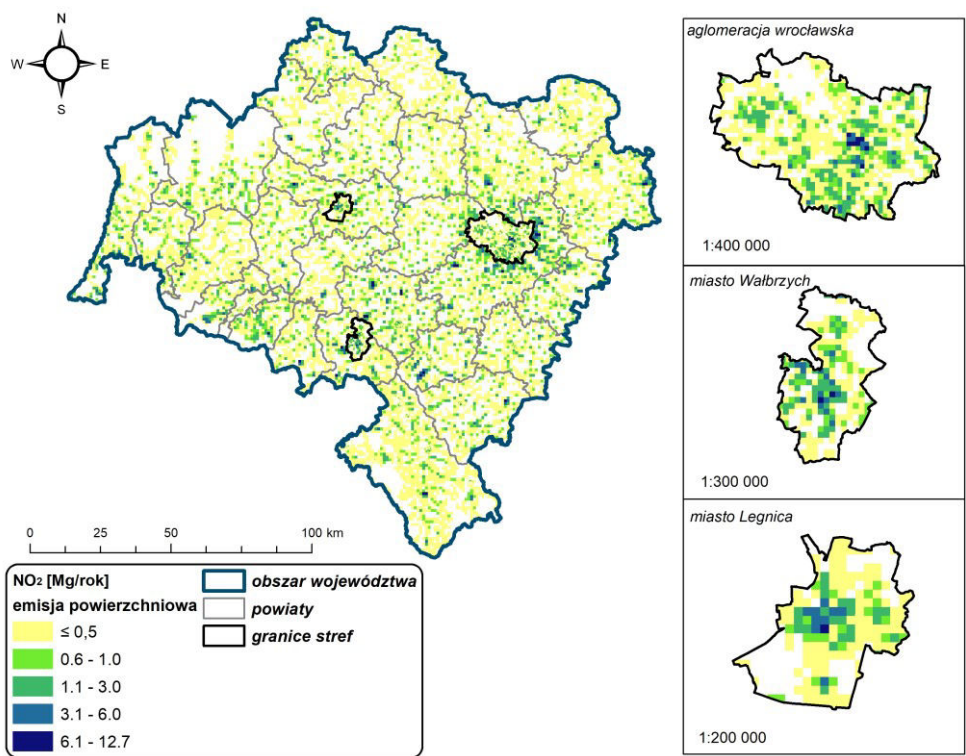 N
W E
S
aglomeracja wrocławska
1:400 000
miasto Wałbrzych
1:300 000
miasto Legnica
1:200 000
0 25 50 100 km
NO2 [Mg/rok]
emisja powierzchniowa
≤ 0,5
0.6 - 1.0
1.1 - 3.0
3.1 - 6.0
6.1 - 12.7
obszar województwa
powiaty
granice stref